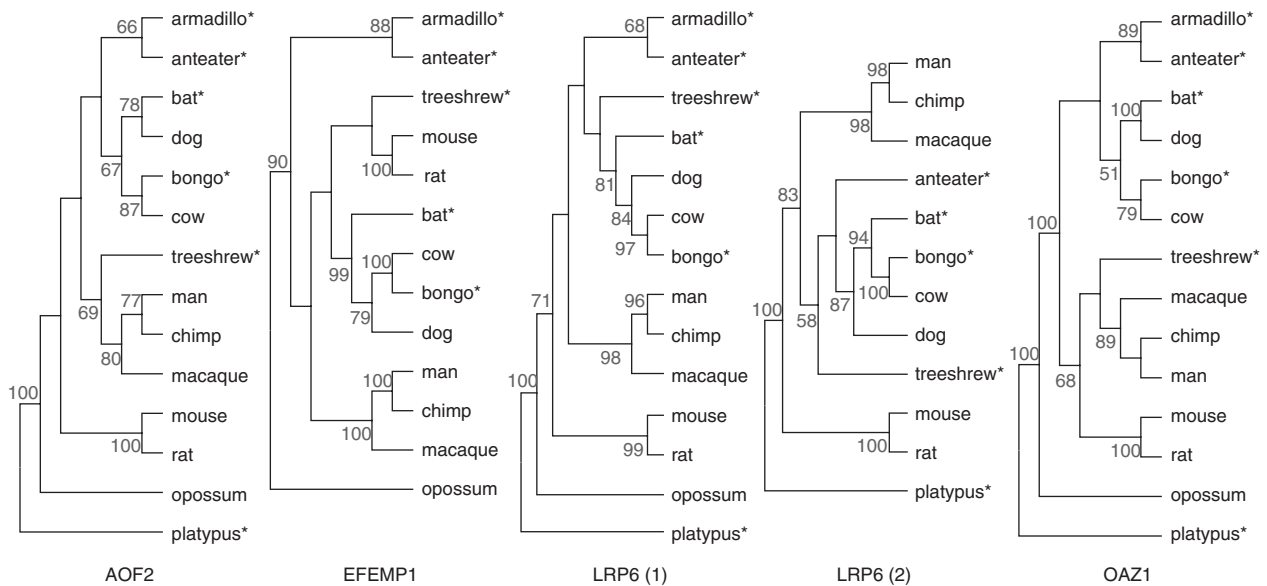 66
armadillo*
anteater*
78
bat*
dog
67
bongo*
87
cow
treeshrew*
77
man
69
chimp
80
macaque
100
mouse
100
rat
opossum
platypus*
AOF2
88
armadillo*
anteater*
treeshrew*
mouse
100
rat
90
bat*
99
100
cow
bongo*
79
dog
100
man
chimp
100
macaque
opossum
EFEMP1
68
armadillo*
anteater*
treeshrew*
bat*
81
dog
84
cow
97
bongo*
71
96
man
chimp
98
macaque
100
mouse
99
rat
opossum
platypus*
LRP6 (1)
98
man
chimp
98
macaque
83
anteater*
94
bat*
bongo*
87
100
cow
100
58
dog
treeshrew*
mouse
100
rat
platypus*
LRP6 (2)
89
armadillo*
anteater*
100
bat*
dog
51
bongo*
79
cow
100
treeshrew*
macaque
89
chimp
100
68
man
mouse
100
rat
opossum
platypus*
OAZ1